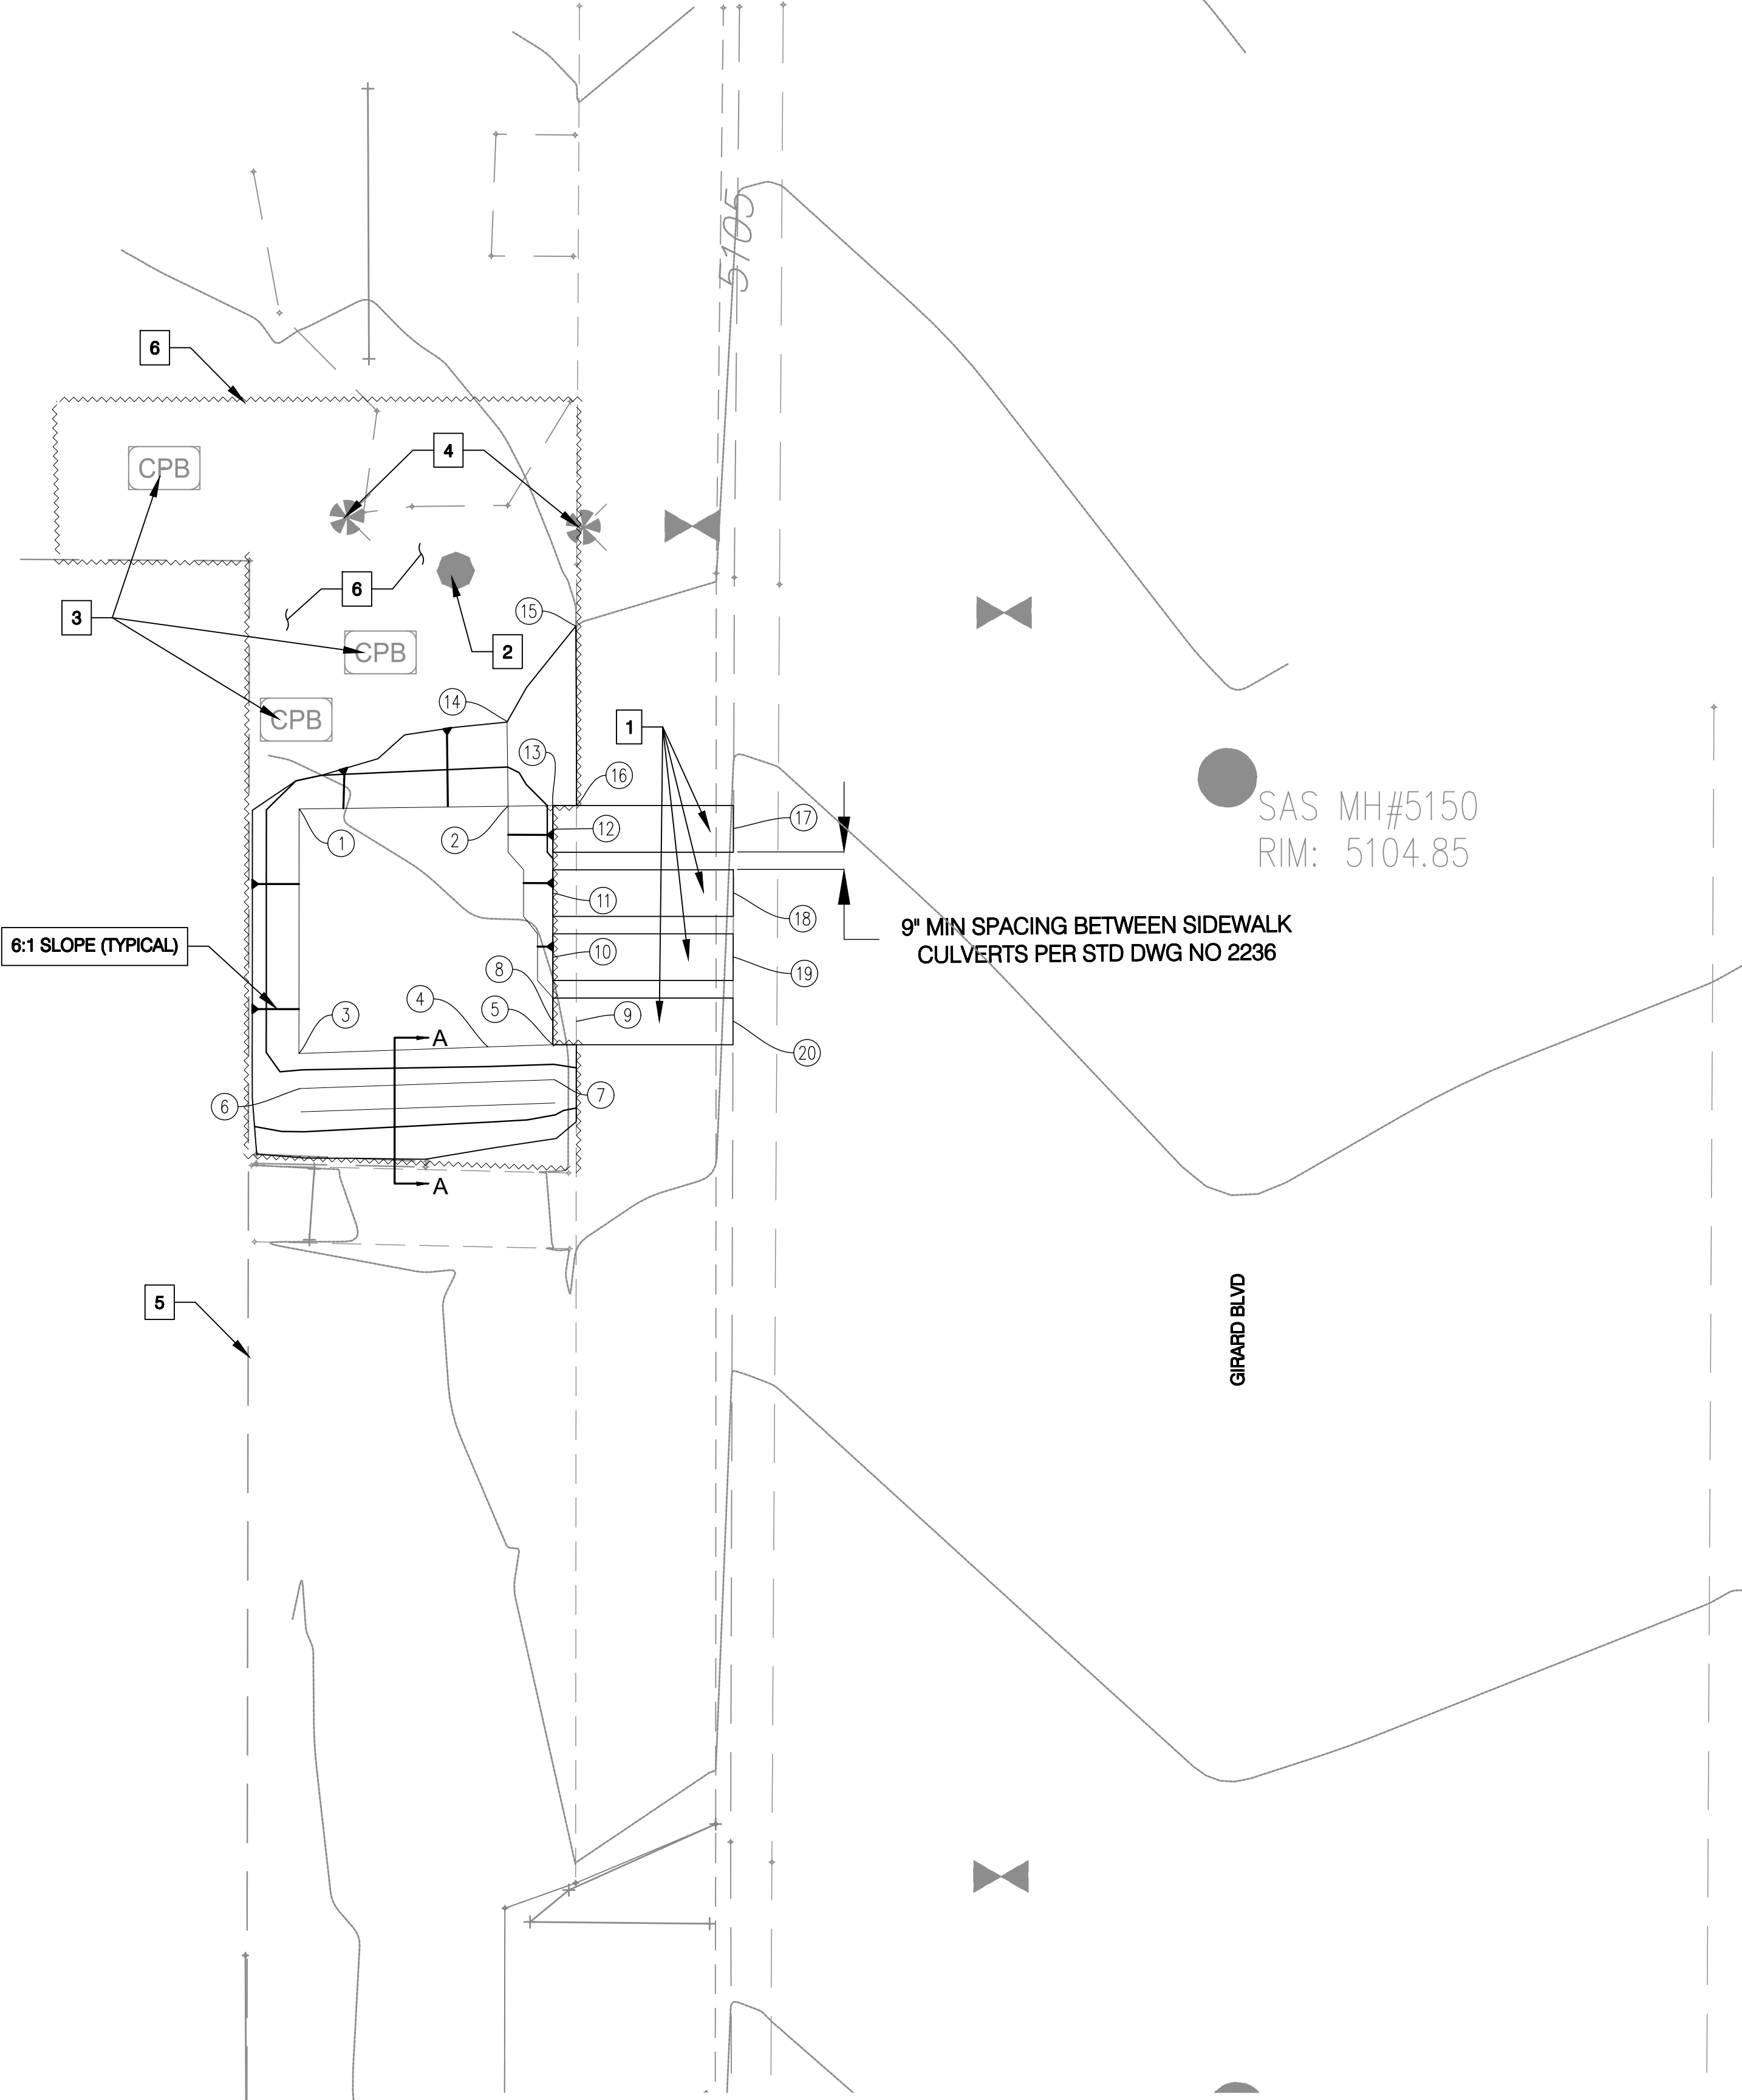 5105
6
CPB
4
6
3
15
2
CPB
14
CPB
1
13
16
17
12
1
2
SAS MH#5150
RIM: 5104.85
11
18
9" MIN SPACING BETWEEN SIDEWALK
CULVERTS PER STD DWG NO 2236
6:1 SLOPE (TYPICAL)
10
8
19
4
5
3
9
A
20
7
6
A
5
GIRARD BLVD